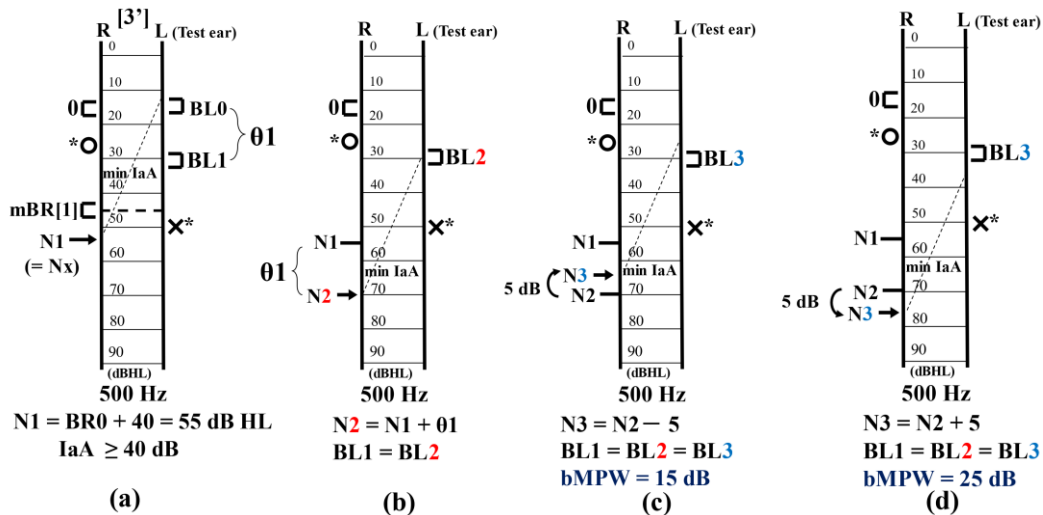 [3']
R L (Test ear)
0
10
20
30
40
50
60
70
80
90
0
*
BL0
θ1
BL1
min IaA
mBR[1]
*
N1
(= Nx)
(dBHL)
500 Hz
N1 = BR0 + 40 = 55 dB HL
IaA ≥ 40 dB
(a)
R L (Test ear)
0
10
20
30
40
50
60
70
80
90
0
*
BL2
*
N1
θ1
min IaA
N2
(dBHL)
500 Hz
N2 = N1 + θ1
BL1 = BL2
(b)
R L (Test ear)
0
10
20
30
40
50
60
70
80
90
0
*
BL3
*
N1
min IaA
N3
5 dB
N2
(dBHL)
500 Hz
N3 = N2 − 5
BL1 = BL2 = BL3
bMPW = 15 dB
(c)
R L (Test ear)
0
10
20
30
40
50
60
70
80
90
0
*
BL3
*
N1
min IaA
N2
5 dB
N3
(dBHL)
500 Hz
N3 = N2 + 5
BL1 = BL2 = BL3
bMPW = 25 dB
(d)